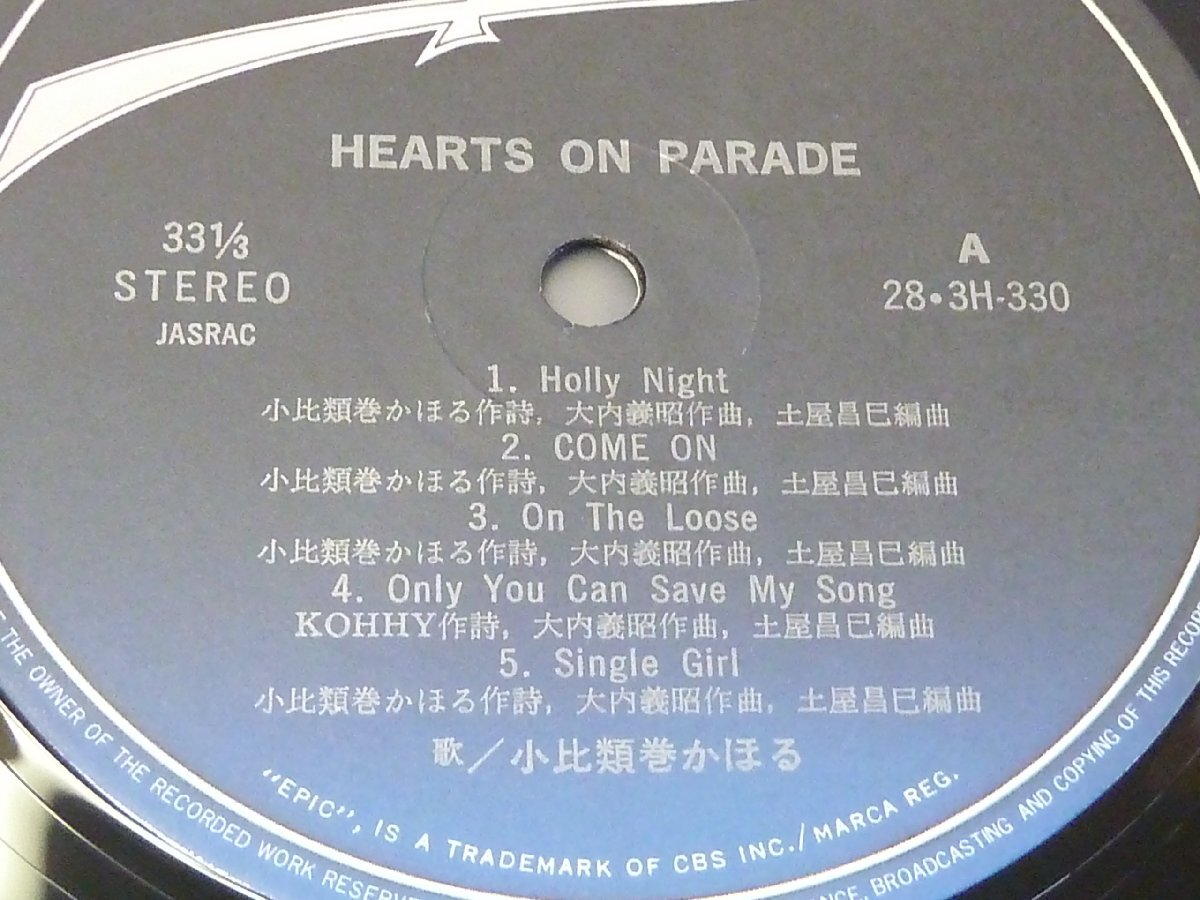 HEARTS ON PARADE
33⅓
STEREO
JASRAC
A
28・3H-330
1. Holly Night
小比類巻かほる作詩, 大内義昭作曲, 土屋昌巳編曲
2. COME ON
小比類巻かほる作詩, 大内義昭作曲, 土屋昌巳編曲
3. On The Loose
小比類巻かほる作詩, 大内義昭作曲, 土屋昌巳編曲
4. Only You Can Save My Song
KOHHY作詩, 大内義昭作曲, 土屋昌巳編曲
5. Single Girl
小比類巻かほる作詩, 大内義昭作曲, 土屋昌巳編曲
歌/小比類巻かほる
"EPIC", IS A TRADEMARK OF CBS INC./MARCA REG.
THE OWNER OF THE RECORDED WORK BROADCASTING AND COPYING OF THIS